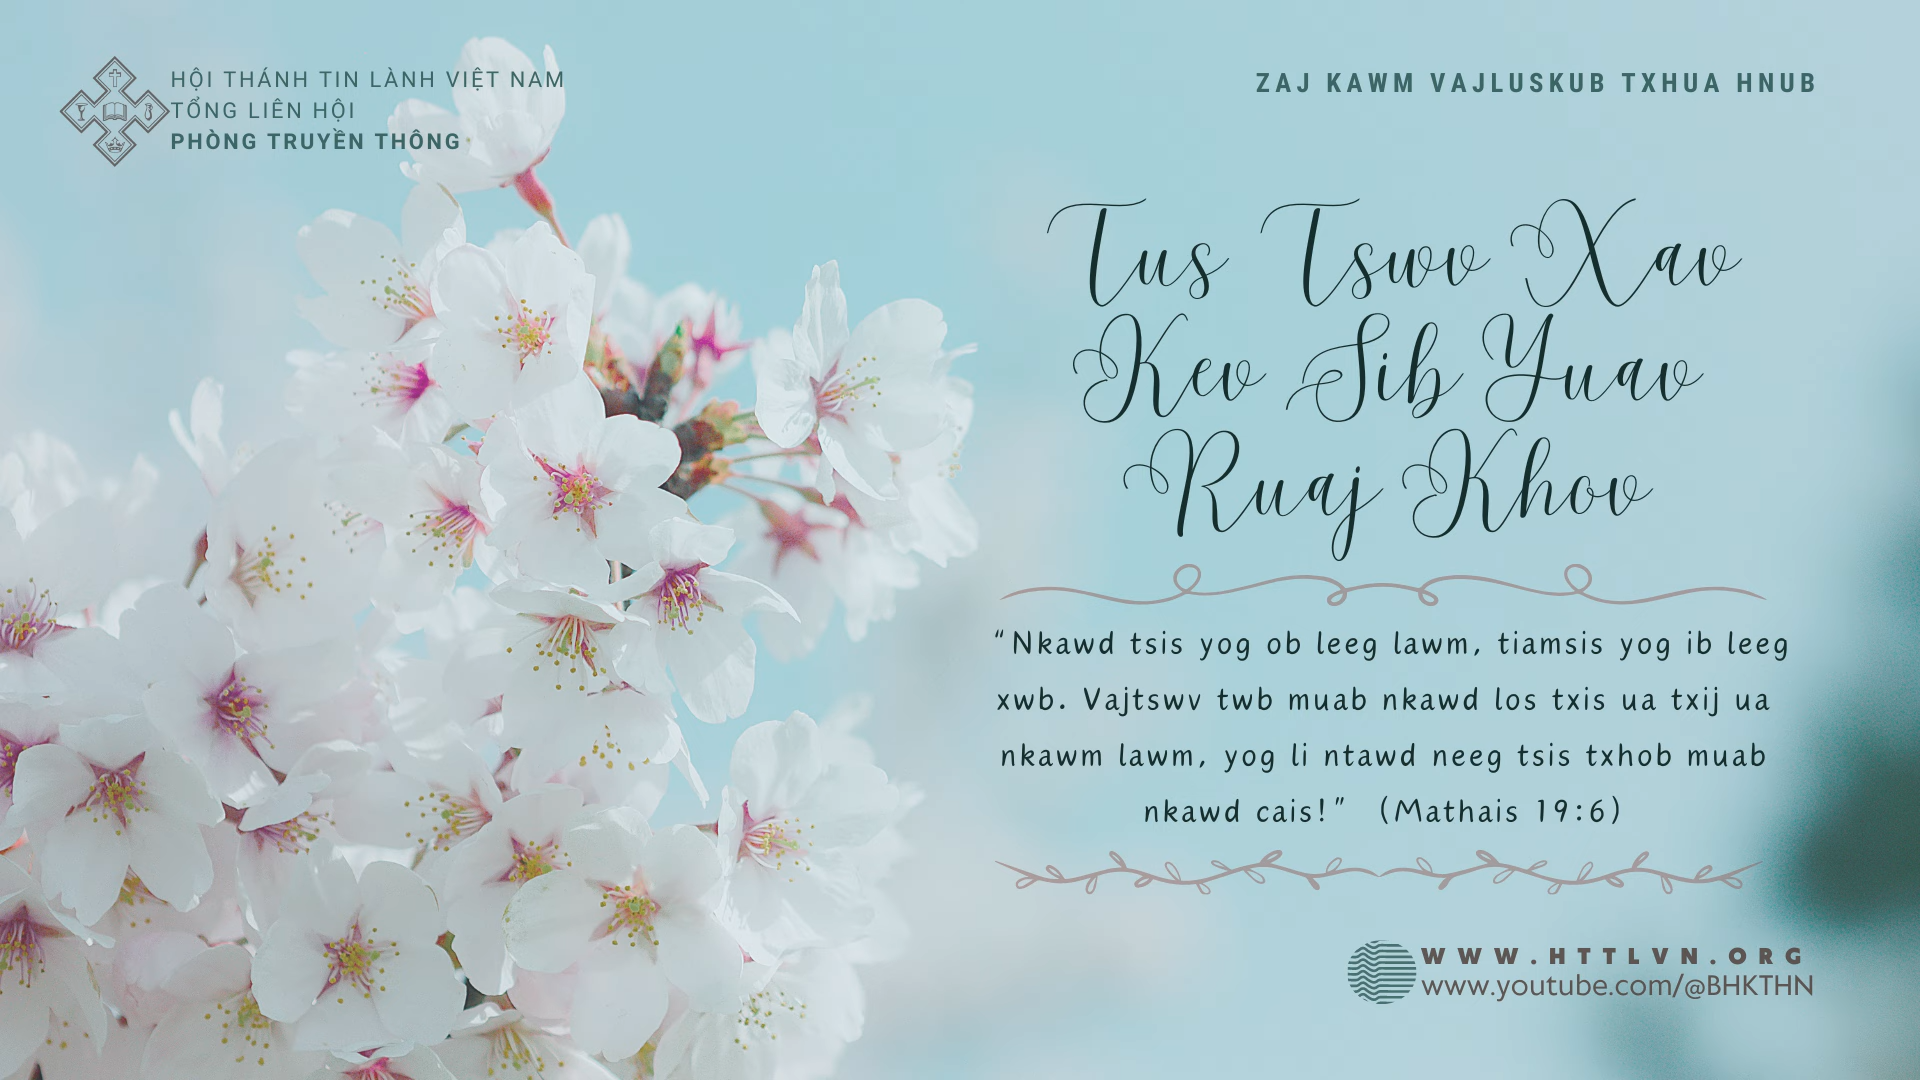 HỘI THÁNH TIN LÀNH VIỆT NAM
TỔNG LIÊN HỘI
PHÒNG TRUYỀN THÔNG
ZAJ KAWM VAJLUSKUB TXHUA HNUB
Tus Tswv Xav
Kev Sib Yuav
Ruaj Khov
“Nkawd tsis yog ob leeg lawm, tiamsis yog ib leeg
xwb. Vajtswv twb muab nkawd los txis ua txij ua
nkawm lawm, yog li ntawd neeg tsis txhob muab
nkawd cais!” (Mathais 19:6)
WWW.HTTLVN.ORG
www.youtube.com/@BHKTHN